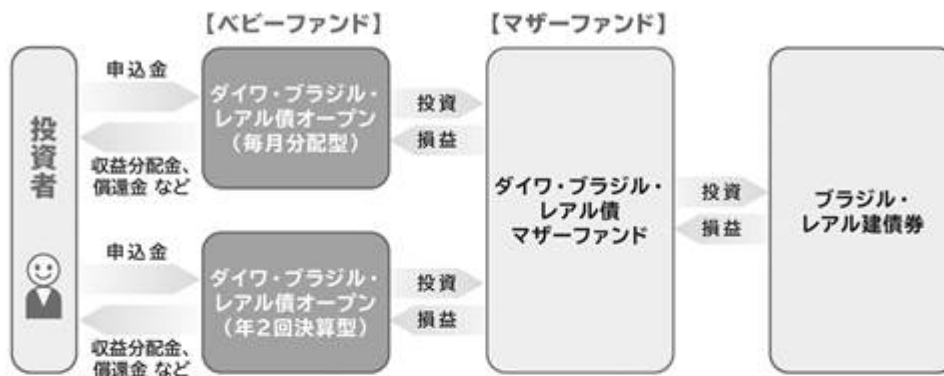 【ベビーファンド】
【マザーファンド】
投資者
申込金
収益分配金、
償還金 など
ダイワ・ブラジル・
レアル債オープン
（毎月分配型）
投資
損益
申込金
収益分配金、
償還金 など
ダイワ・ブラジル・
レアル債オープン
（年2回決算型）
投資
損益
ダイワ・ブラジル・
レアル債
マザーファンド
投資
損益
ブラジル・
レアル建債券